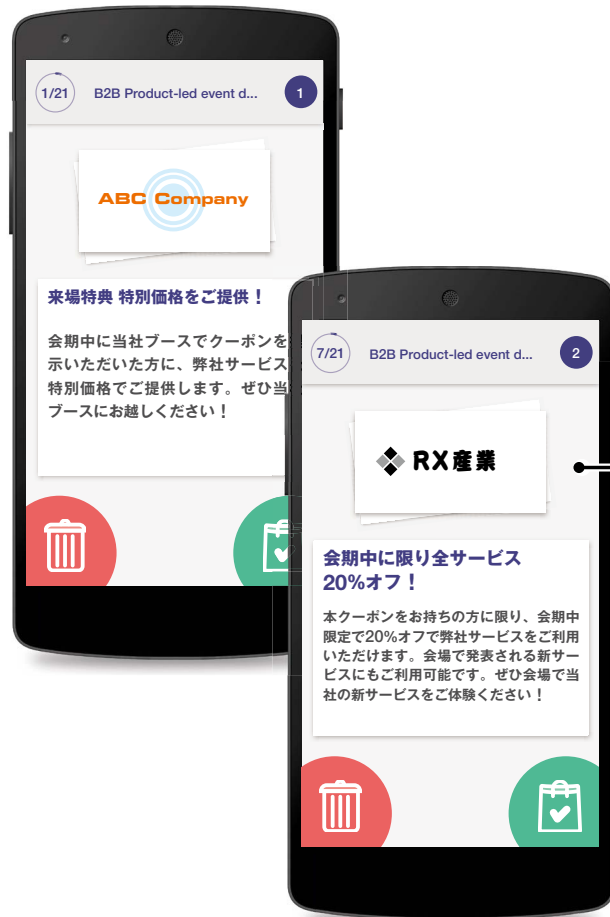 1/21
B2B Product-led event d...
1
ABC Company
来場特典 特別価格をご提供！
会期中に当社ブースでクーポンを
示いただいた方に、弊社サービス
特別価格でご提供します。ぜひ当
ブースにお越しください！
7/21
B2B Product-led event d...
2
RX産業
会期中に限り全サービス
20%オフ！
本クーポンをお持ちの方に限り、会期中
限定で20%オフで弊社サービスをご利用
いただけます。会場で発表される新サー
ビスにもご利用可能です。ぜひ会場で当
社の新サービスをご体験ください！